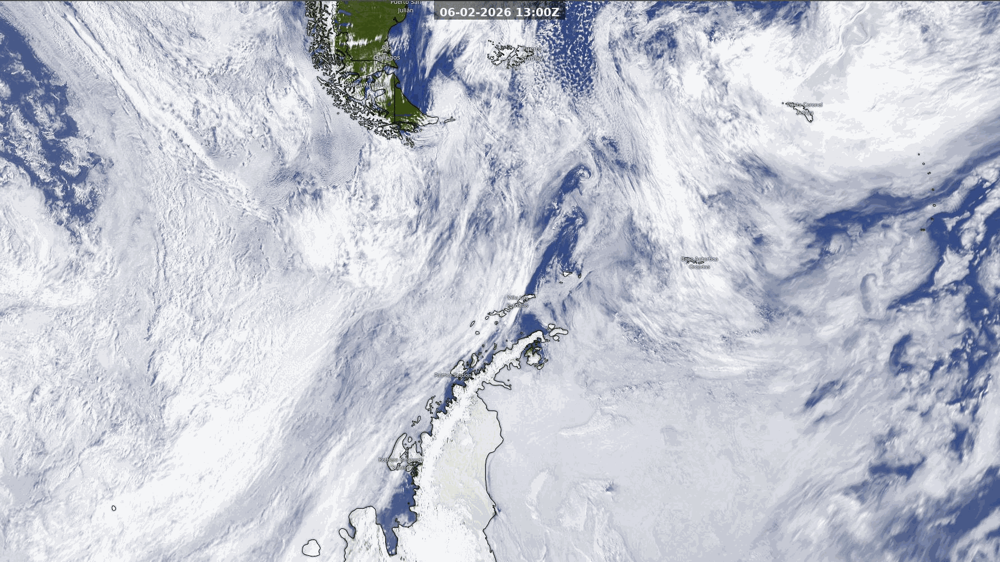 Puerto San
Julián
06-02-2026 13:00Z
Río
Gallegos
Puerto
Stanley
Punta Arenas
Punta Coronel
Zelaya
Base Antartica
Orcadas
Villa Las
Estrellas
Palmer Station
Rothera Research
Station